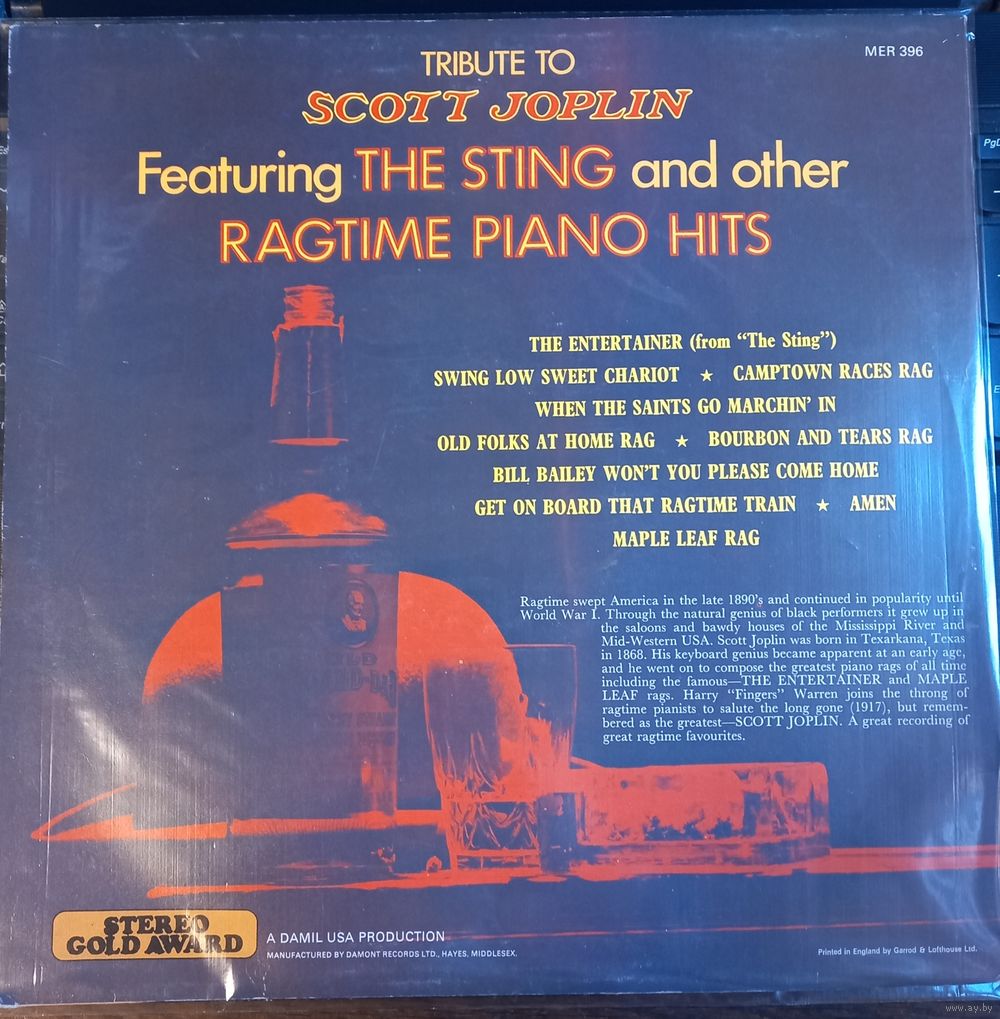 MER 396
TRIBUTE TO
SCOTT JOPLIN
Featuring THE STING and other
RAGTIME PIANO HITS
THE ENTERTAINER (from “The Sting”)
SWING LOW SWEET CHARIOT ★ CAMPTOWN RACES RAG
WHEN THE SAINTS GO MARCHIN’ IN
OLD FOLKS AT HOME RAG ★ BOURBON AND TEARS RAG
BILL BAILEY WON’T YOU PLEASE COME HOME
GET ON BOARD THAT RAGTIME TRAIN ★ AMEN
MAPLE LEAF RAG
Ragtime swept America in the late 1890’s and continued in popularity until
World War I. Through the natural genius of black performers it grew up in
the saloons and bawdy houses of the Mississippi River and
Mid-Western USA. Scott Joplin was born in Texarkana, Texas
in 1868. His keyboard genius became apparent at an early age,
and he went on to compose the greatest piano rags of all time
including the famous—THE ENTERTAINER and MAPLE
LEAF rags. Harry “Fingers” Warren joins the throng of
ragtime pianists to salute the long gone (1917), but remem-
bered as the greatest—SCOTT JOPLIN. A great recording of
great ragtime favourites.
STEREO
GOLD AWARD
A DAMIL USA PRODUCTION
MANUFACTURED BY DAMONT RECORDS LTD., HAYES, MIDDLESEX.
Printed in England by Garrod & Lofthouse Ltd.
www.ay.by